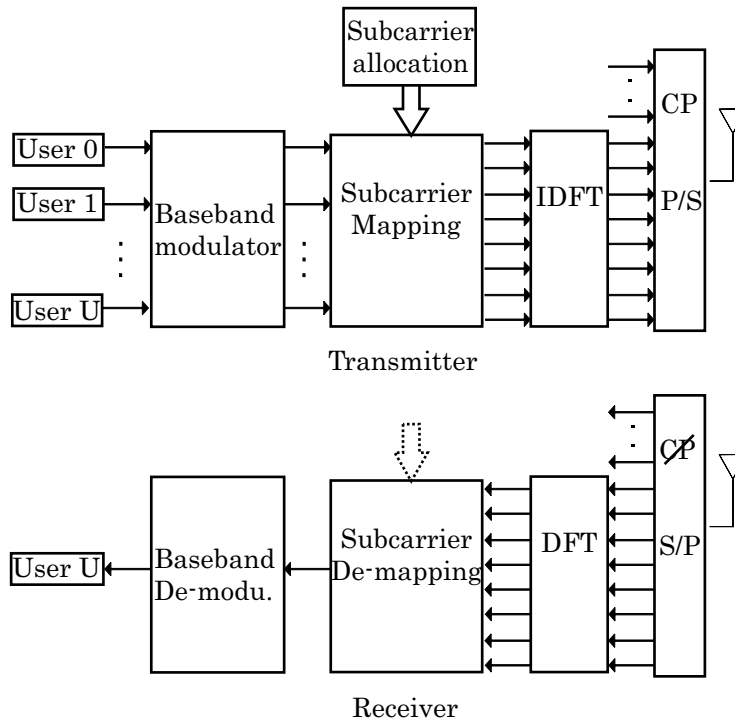 Subcarrier
allocation
CP
User 0
User 1
User U
Baseband
modulator
Subcarrier
Mapping
IDFT
P/S
Transmitter
CP
User U
Baseband
De-modu.
Subcarrier
De-mapping
DFT
S/P
Receiver